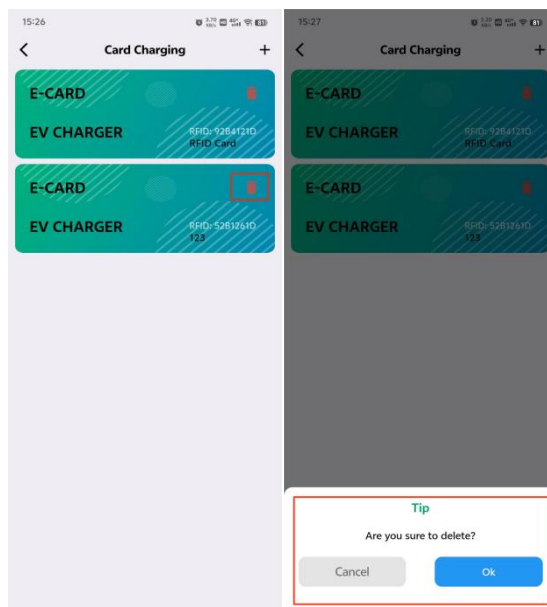 15:26
Card Charging
E-CARD
EV CHARGER
RFID: 92B4121D
RFID Card
E-CARD
EV CHARGER
RFID: 52B1261D
123
15:27
Card Charging
E-CARD
EV CHARGER
RFID: 92B4121D
RFID Card
E-CARD
EV CHARGER
RFID: 52B1261D
123
Tip
Are you sure to delete?
Cancel
Ok